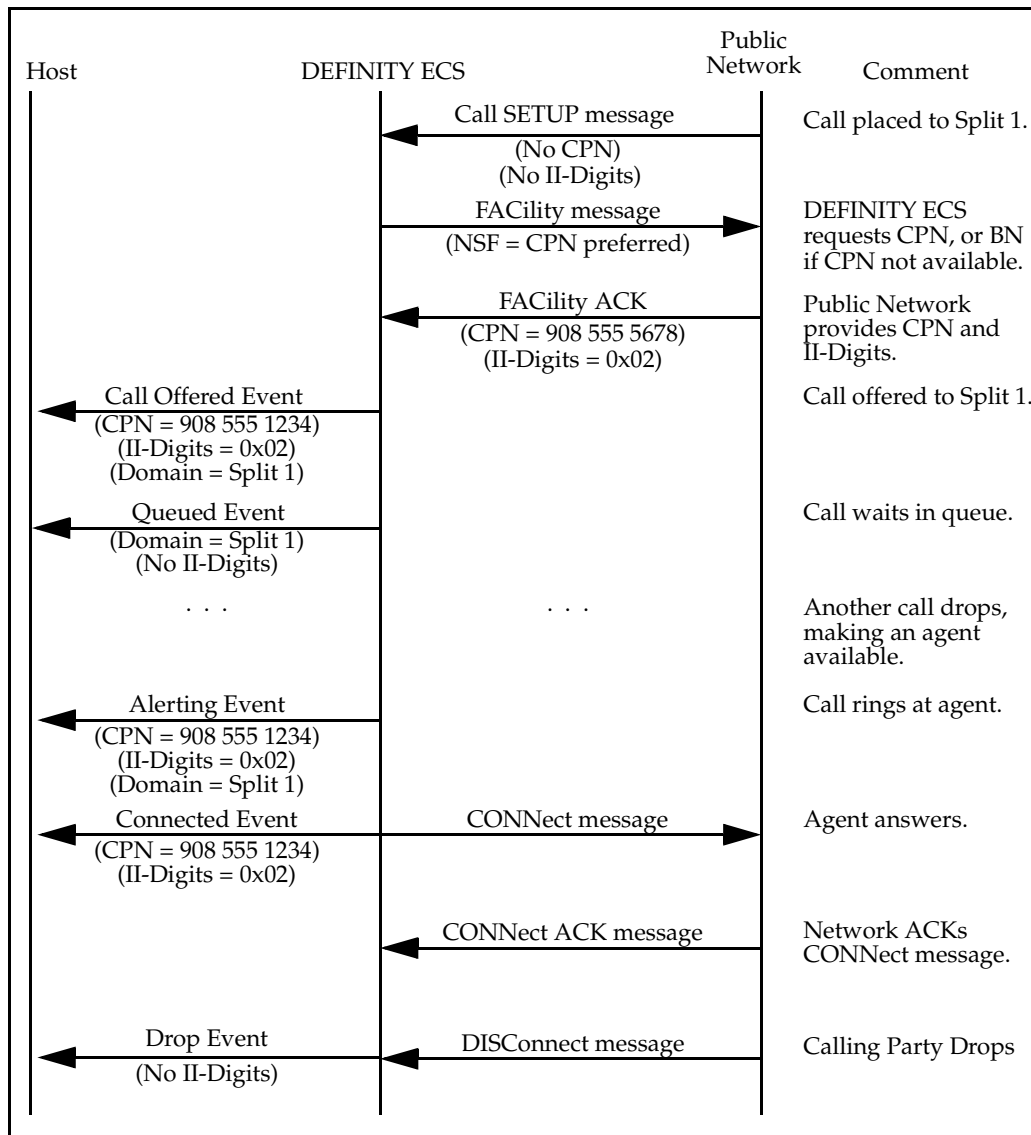 Host
DEFINITY ECS
Public
Network
Comment
Call SETUP message
(No CPN)
(No II-Digits)
Call placed to Split 1.
FACility message
(NSF = CPN preferred)
DEFINITY ECS
requests CPN, or BN
if CPN not available.
FACility ACK
(CPN = 908 555 5678)
(II-Digits = 0x02)
Public Network
provides CPN and
II-Digits.
Call Offered Event
(CPN = 908 555 1234)
(II-Digits = 0x02)
(Domain = Split 1)
Call offered to Split 1.
Queued Event
(Domain = Split 1)
(No II-Digits)
Call waits in queue.
. . .
. . .
Another call drops,
making an agent
available.
Alerting Event
(CPN = 908 555 1234)
(II-Digits = 0x02)
(Domain = Split 1)
Call rings at agent.
Connected Event
(CPN = 908 555 1234)
(II-Digits = 0x02)
CONNect message
Agent answers.
CONNect ACK message
Network ACKs
CONNect message.
Drop Event
(No II-Digits)
DISConnect message
Calling Party Drops